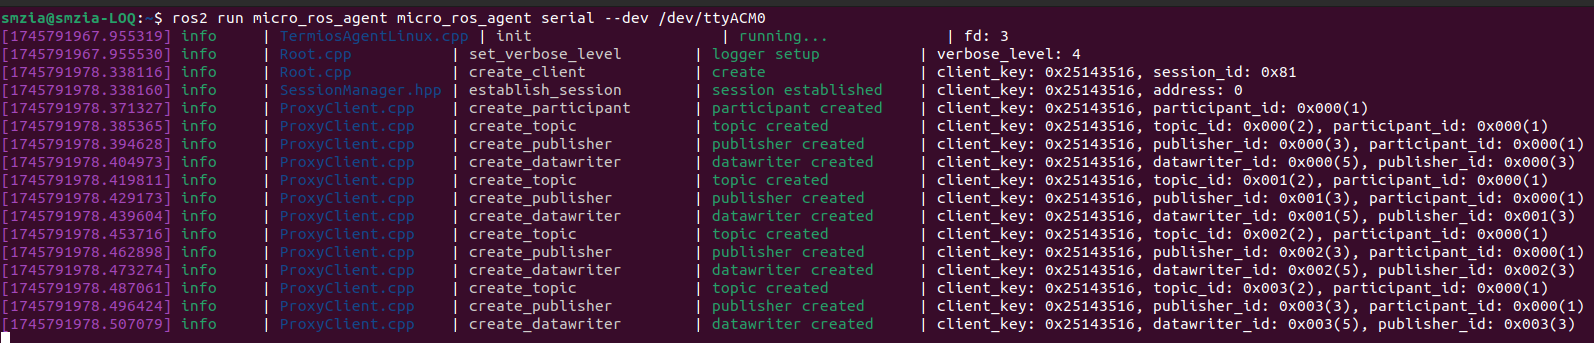 smzia@smzia-LOQ:~$ ros2 run micro_ros_agent micro_ros_agent serial --dev /dev/ttyACM0
[1745791967.955319] info | TermiosAgentLinux.cpp | init | running... | fd: 3
[1745791967.955530] info | Root.cpp | set_verbose_level | logger setup | verbose_level: 4
[1745791978.338116] info | Root.cpp | create_client | create | client_key: 0x25143516, session_id: 0x81
[1745791978.338160] info | SessionManager.hpp | establish_session | session established | client_key: 0x25143516, address: 0
[1745791978.371327] info | ProxyClient.cpp | create_participant | participant created | client_key: 0x25143516, participant_id: 0x000(1)
[1745791978.385365] info | ProxyClient.cpp | create_topic | topic created | client_key: 0x25143516, topic_id: 0x000(2), participant_id: 0x000(1)
[1745791978.394628] info | ProxyClient.cpp | create_publisher | publisher created | client_key: 0x25143516, publisher_id: 0x000(3), participant_id: 0x000(1)
[1745791978.404973] info | ProxyClient.cpp | create_datawriter | datawriter created | client_key: 0x25143516, datawriter_id: 0x000(5), publisher_id: 0x000(3)
[1745791978.419811] info | ProxyClient.cpp | create_topic | topic created | client_key: 0x25143516, topic_id: 0x001(2), participant_id: 0x000(1)
[1745791978.429173] info | ProxyClient.cpp | create_publisher | publisher created | client_key: 0x25143516, publisher_id: 0x001(3), participant_id: 0x000(1)
[1745791978.439604] info | ProxyClient.cpp | create_datawriter | datawriter created | client_key: 0x25143516, datawriter_id: 0x001(5), publisher_id: 0x001(3)
[1745791978.453716] info | ProxyClient.cpp | create_topic | topic created | client_key: 0x25143516, topic_id: 0x002(2), participant_id: 0x000(1)
[1745791978.462898] info | ProxyClient.cpp | create_publisher | publisher created | client_key: 0x25143516, publisher_id: 0x002(3), participant_id: 0x000(1)
[1745791978.473274] info | ProxyClient.cpp | create_datawriter | datawriter created | client_key: 0x25143516, datawriter_id: 0x002(5), publisher_id: 0x002(3)
[1745791978.487061] info | ProxyClient.cpp | create_topic | topic created | client_key: 0x25143516, topic_id: 0x003(2), participant_id: 0x000(1)
[1745791978.496424] info | ProxyClient.cpp | create_publisher | publisher created | client_key: 0x25143516, publisher_id: 0x003(3), participant_id: 0x000(1)
[1745791978.507079] info | ProxyClient.cpp | create_datawriter | datawriter created | client_key: 0x25143516, datawriter_id: 0x003(5), publisher_id: 0x003(3)